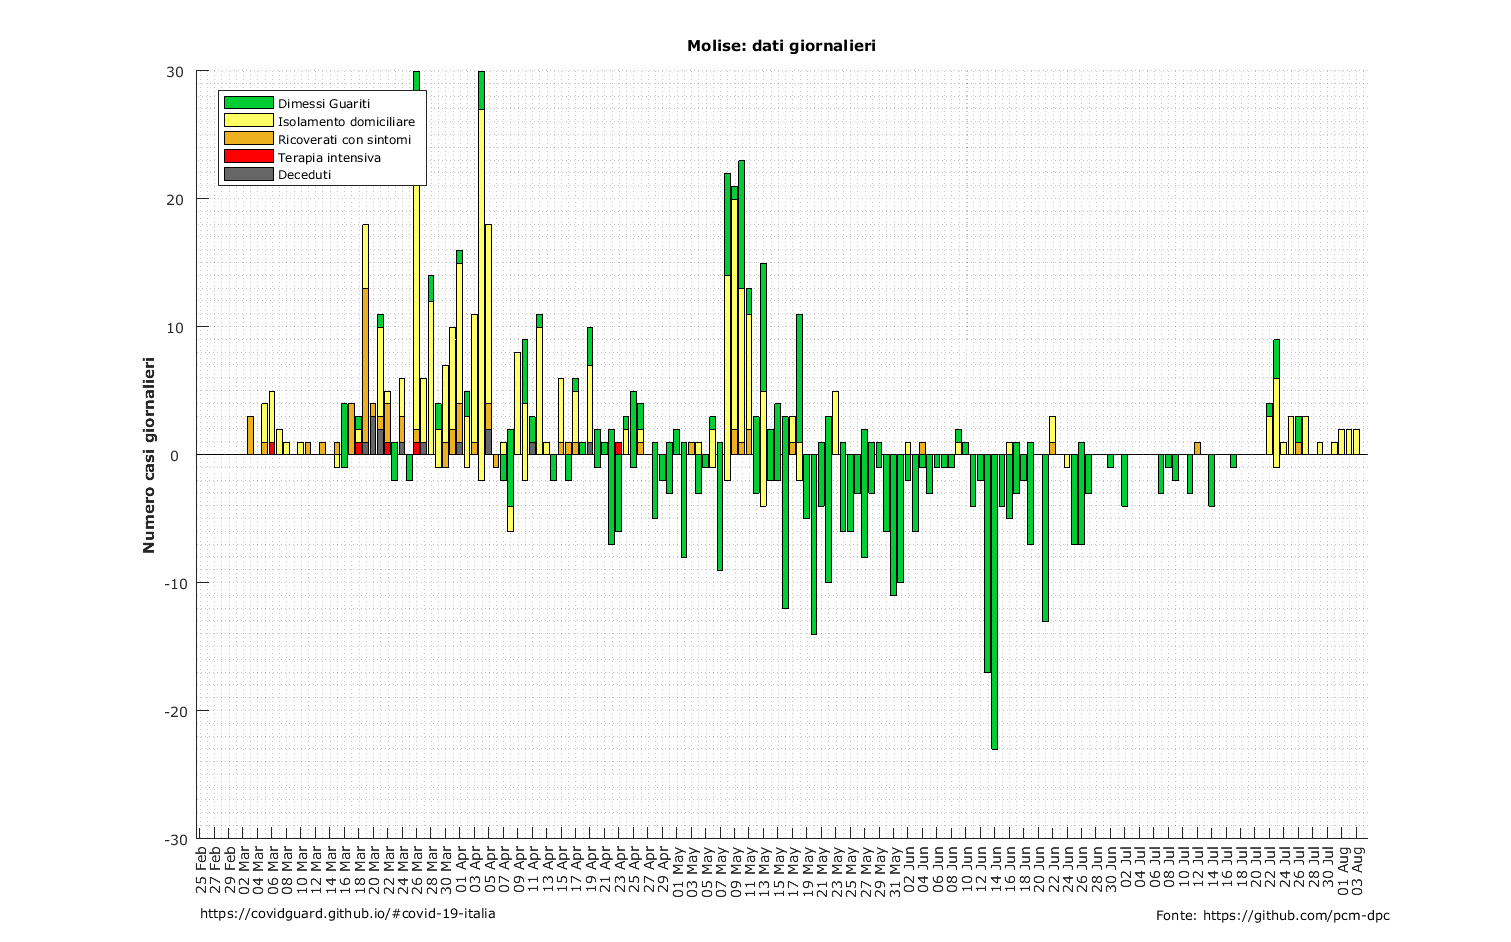 Molise: dati giornalieri
30
20
10
0
-10
-20
-30
Numero casi giornalieri
Dimessi Guariti
Isolamento domiciliare
Ricoverati con sintomi
Terapia intensiva
Deceduti
25 Feb
27 Feb
29 Feb
02 Mar
04 Mar
06 Mar
08 Mar
10 Mar
12 Mar
14 Mar
16 Mar
18 Mar
20 Mar
22 Mar
24 Mar
26 Mar
28 Mar
30 Mar
01 Apr
03 Apr
05 Apr
07 Apr
09 Apr
11 Apr
13 Apr
15 Apr
17 Apr
19 Apr
21 Apr
23 Apr
25 Apr
27 Apr
29 Apr
01 May
03 May
05 May
07 May
09 May
11 May
13 May
15 May
17 May
19 May
21 May
23 May
25 May
27 May
29 May
31 May
02 Jun
04 Jun
06 Jun
08 Jun
10 Jun
12 Jun
14 Jun
16 Jun
18 Jun
20 Jun
22 Jun
24 Jun
26 Jun
28 Jun
30 Jun
02 Jul
04 Jul
06 Jul
08 Jul
10 Jul
12 Jul
14 Jul
16 Jul
18 Jul
20 Jul
22 Jul
24 Jul
26 Jul
28 Jul
30 Jul
01 Aug
03 Aug
https://covidguard.github.io/#covid-19-italia
Fonte: https://github.com/pcm-dpc